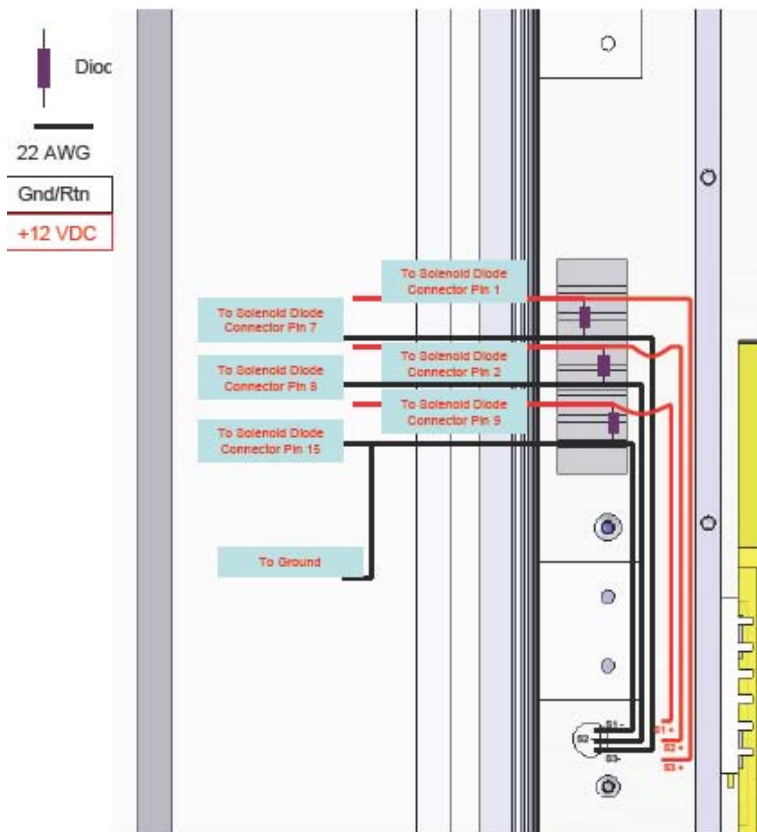 Dioc
22 AWG
Gnd/Rtn
+12 VDC
To Solenoid Diode
Connector Pin 1
To Solenoid Diode
Connector Pin 7
To Solenoid Diode
Connector Pin 2
To Solenoid Diode
Connector Pin 8
To Solenoid Diode
Connector Pin 9
To Solenoid Diode
Connector Pin 15
To Ground
S1-
S2-
S3-
S1 +
S2 +
S3 +